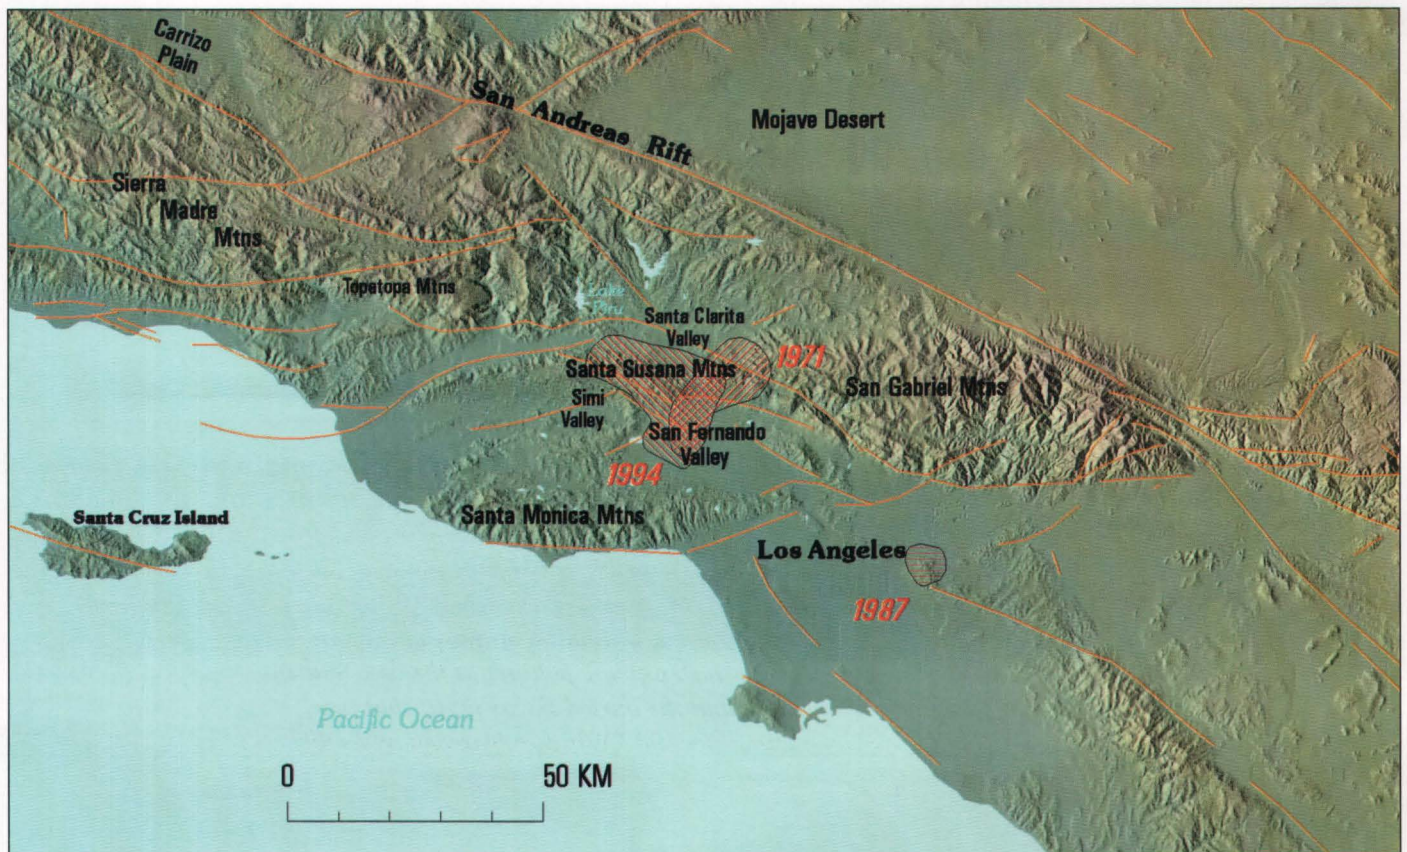 Carrizo
Plain
San Andreas Rift
Mojave Desert
Sierra
Madre
Mtns
Topatopa Mtns
Lake
Piru
Santa Clarita
Valley
1971
Santa Susana Mtns
San Gabriel Mtns
Simi
Valley
San Fernando
Valley
1994
Santa Cruz Island
Santa Monica Mtns
Los Angeles
1987
Pacific Ocean
0 50 KM